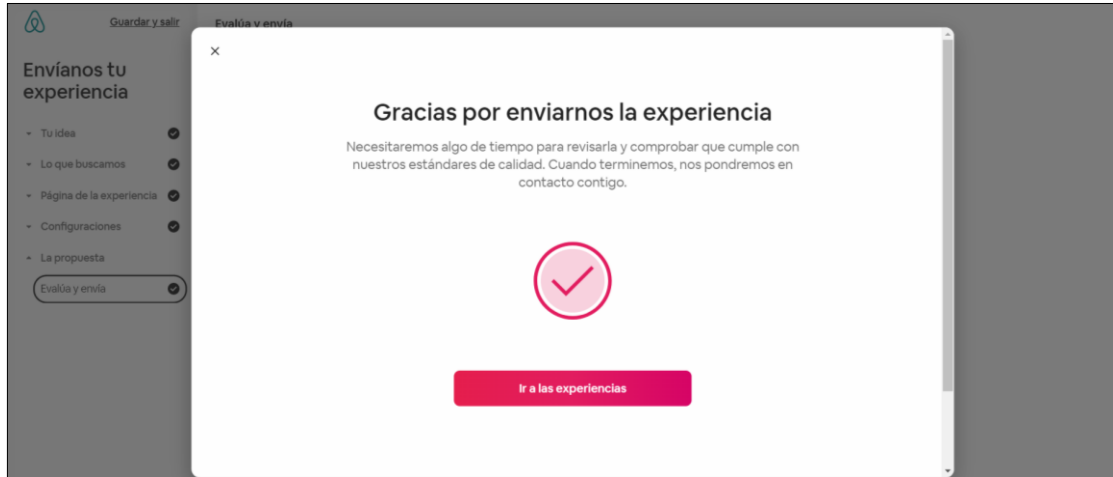 Guardar y salir
Evalúa y envía
Envíanos tu
experiencia
Tu idea
Lo que buscamos
Página de la experiencia
Configuraciones
La propuesta
Evalúa y envía
Gracias por enviarnos la experiencia
Necesitaremos algo de tiempo para revisarla y comprobar que cumple con
nuestros estándares de calidad. Cuando terminemos, nos pondremos en
contacto contigo.
Ir a las experiencias